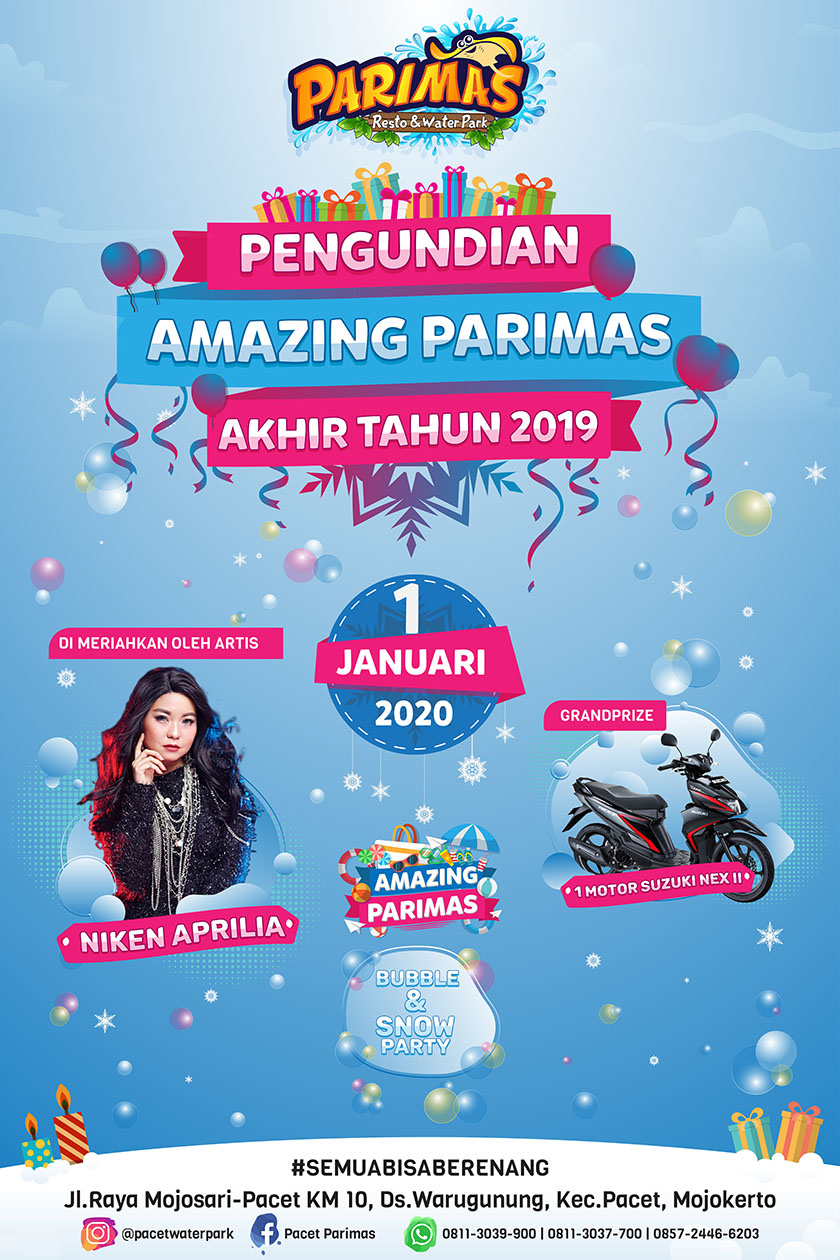 PARIMAS
Resto & Water Park
PENGUNDIAN
AMAZING PARIMAS
AKHIR TAHUN 2019
1
JANUARI
2020
DI MERIAHKAN OLEH ARTIS
NIKEN APRILIA
GRANDPRIZE
SUZUKI
1 MOTOR SUZUKI NEX II
AMAZING
PARIMAS
BUBBLE
&
SNOW
PARTY
#SEMUABISABERENANG
Jl.Raya Mojosari-Pacet KM 10, Ds.Warugunung, Kec.Pacet, Mojokerto
@pacetwaterpark Pacet Parimas 0811-3039-900 | 0811-3037-700 | 0857-2446-6203